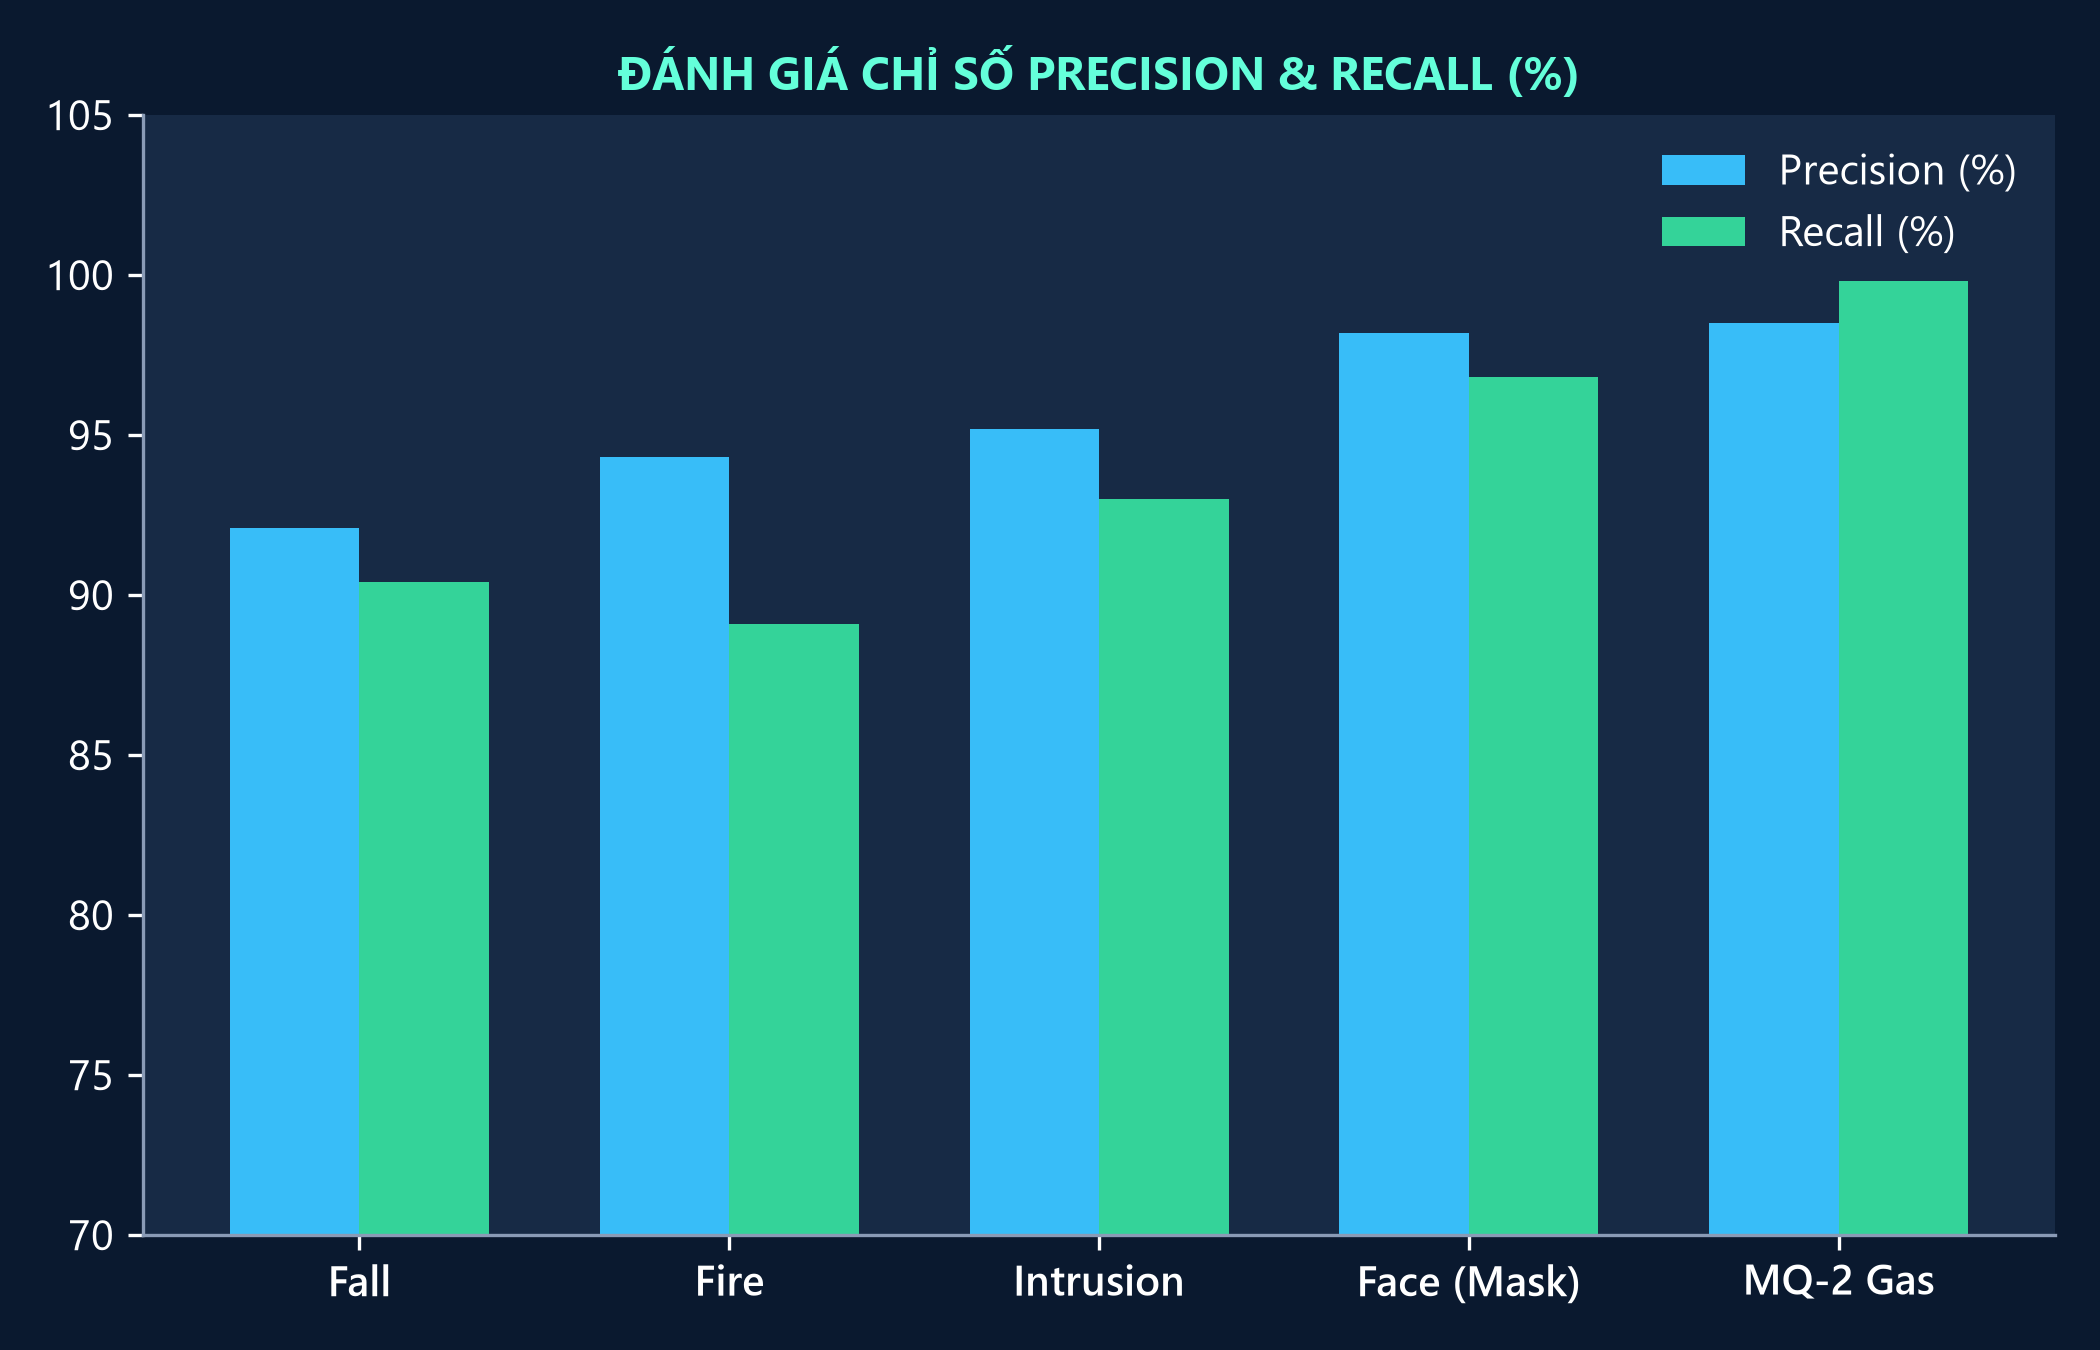 ĐÁNH GIÁ CHỈ SỐ PRECISION & RECALL (%)
Precision (%)
Recall (%)
105
100
95
90
85
80
75
70
Fall Fire Intrusion Face (Mask) MQ-2 Gas